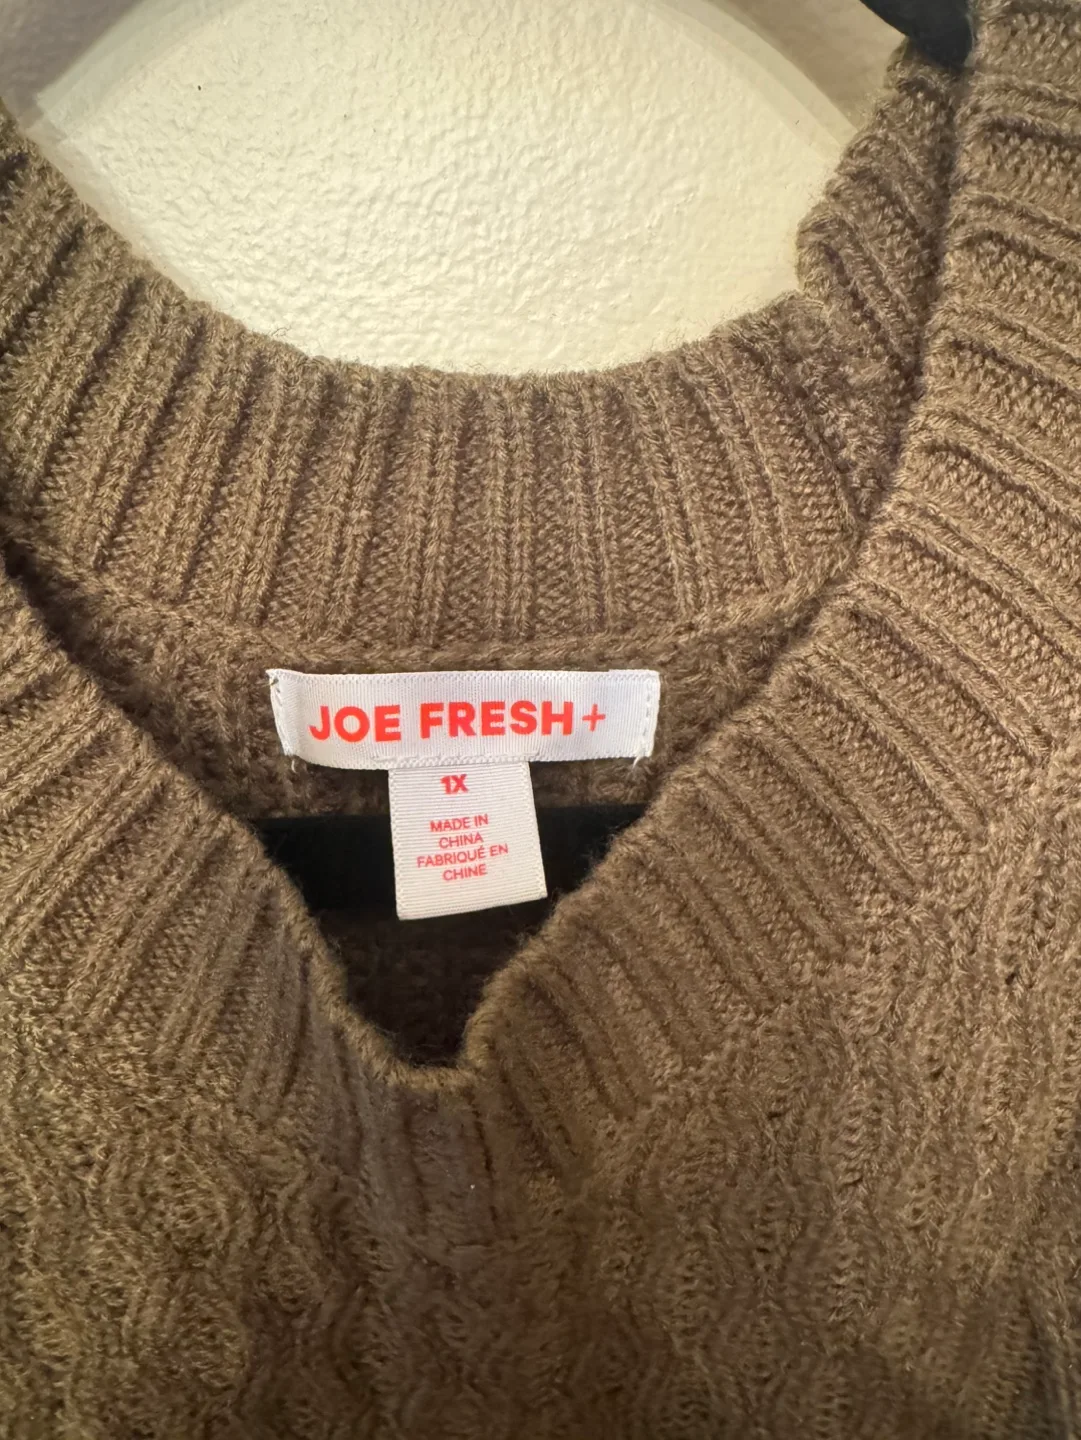 JOE FRESH+
1X
MADE IN
CHINA
FABRIQUÉ EN
CHINE